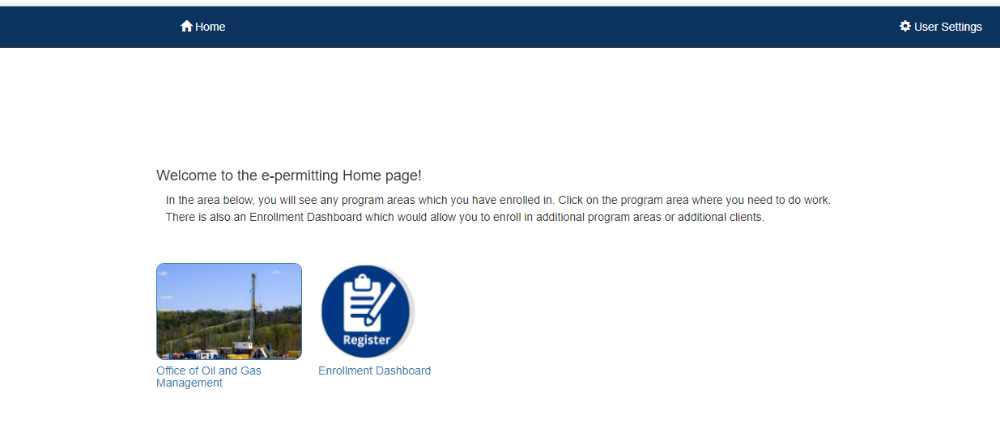 Home
User Settings
Welcome to the e-permitting Home page!
In the area below, you will see any program areas which you have enrolled in. Click on the program area where you need to do work.
There is also an Enrollment Dashboard which would allow you to enroll in additional program areas or additional clients.
Register
Office of Oil and Gas
Management
Enrollment Dashboard